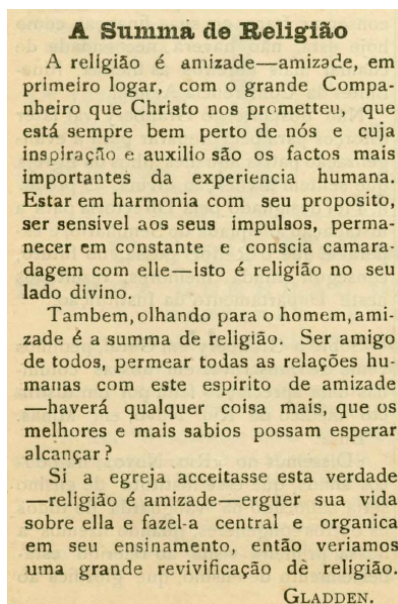 A Summa de Religião
A religião é amizade—amizade, em
primeiro logar, com o grande Compa-
nheiro que Christo nos prometteu, que
está sempre bem perto de nós e cuja
inspiração e auxilio são os factos mais
importantes da experiencia humana.
Estar em harmonia com seu proposito,
ser sensivel aos seus impulsos, perma-
necer em constante e conscia camara-
dagem com elle—isto é religião no seu
lado divino.
Tambem, olhando para o homem, ami-
zade é a summa de religião. Ser amigo
de todos, permear todas as relações hu-
manas com este espirito de amizade
—haverá qualquer coisa mais, que os
melhores e mais sabios possam esperar
alcançar?
Si a egreja acceitasse esta verdade
—religião é amizade—erguer sua vida
sobre ella e fazel-a central e organica
em seu ensinamento, então veriamos
uma grande revivificação de religião.
GLADDEN.